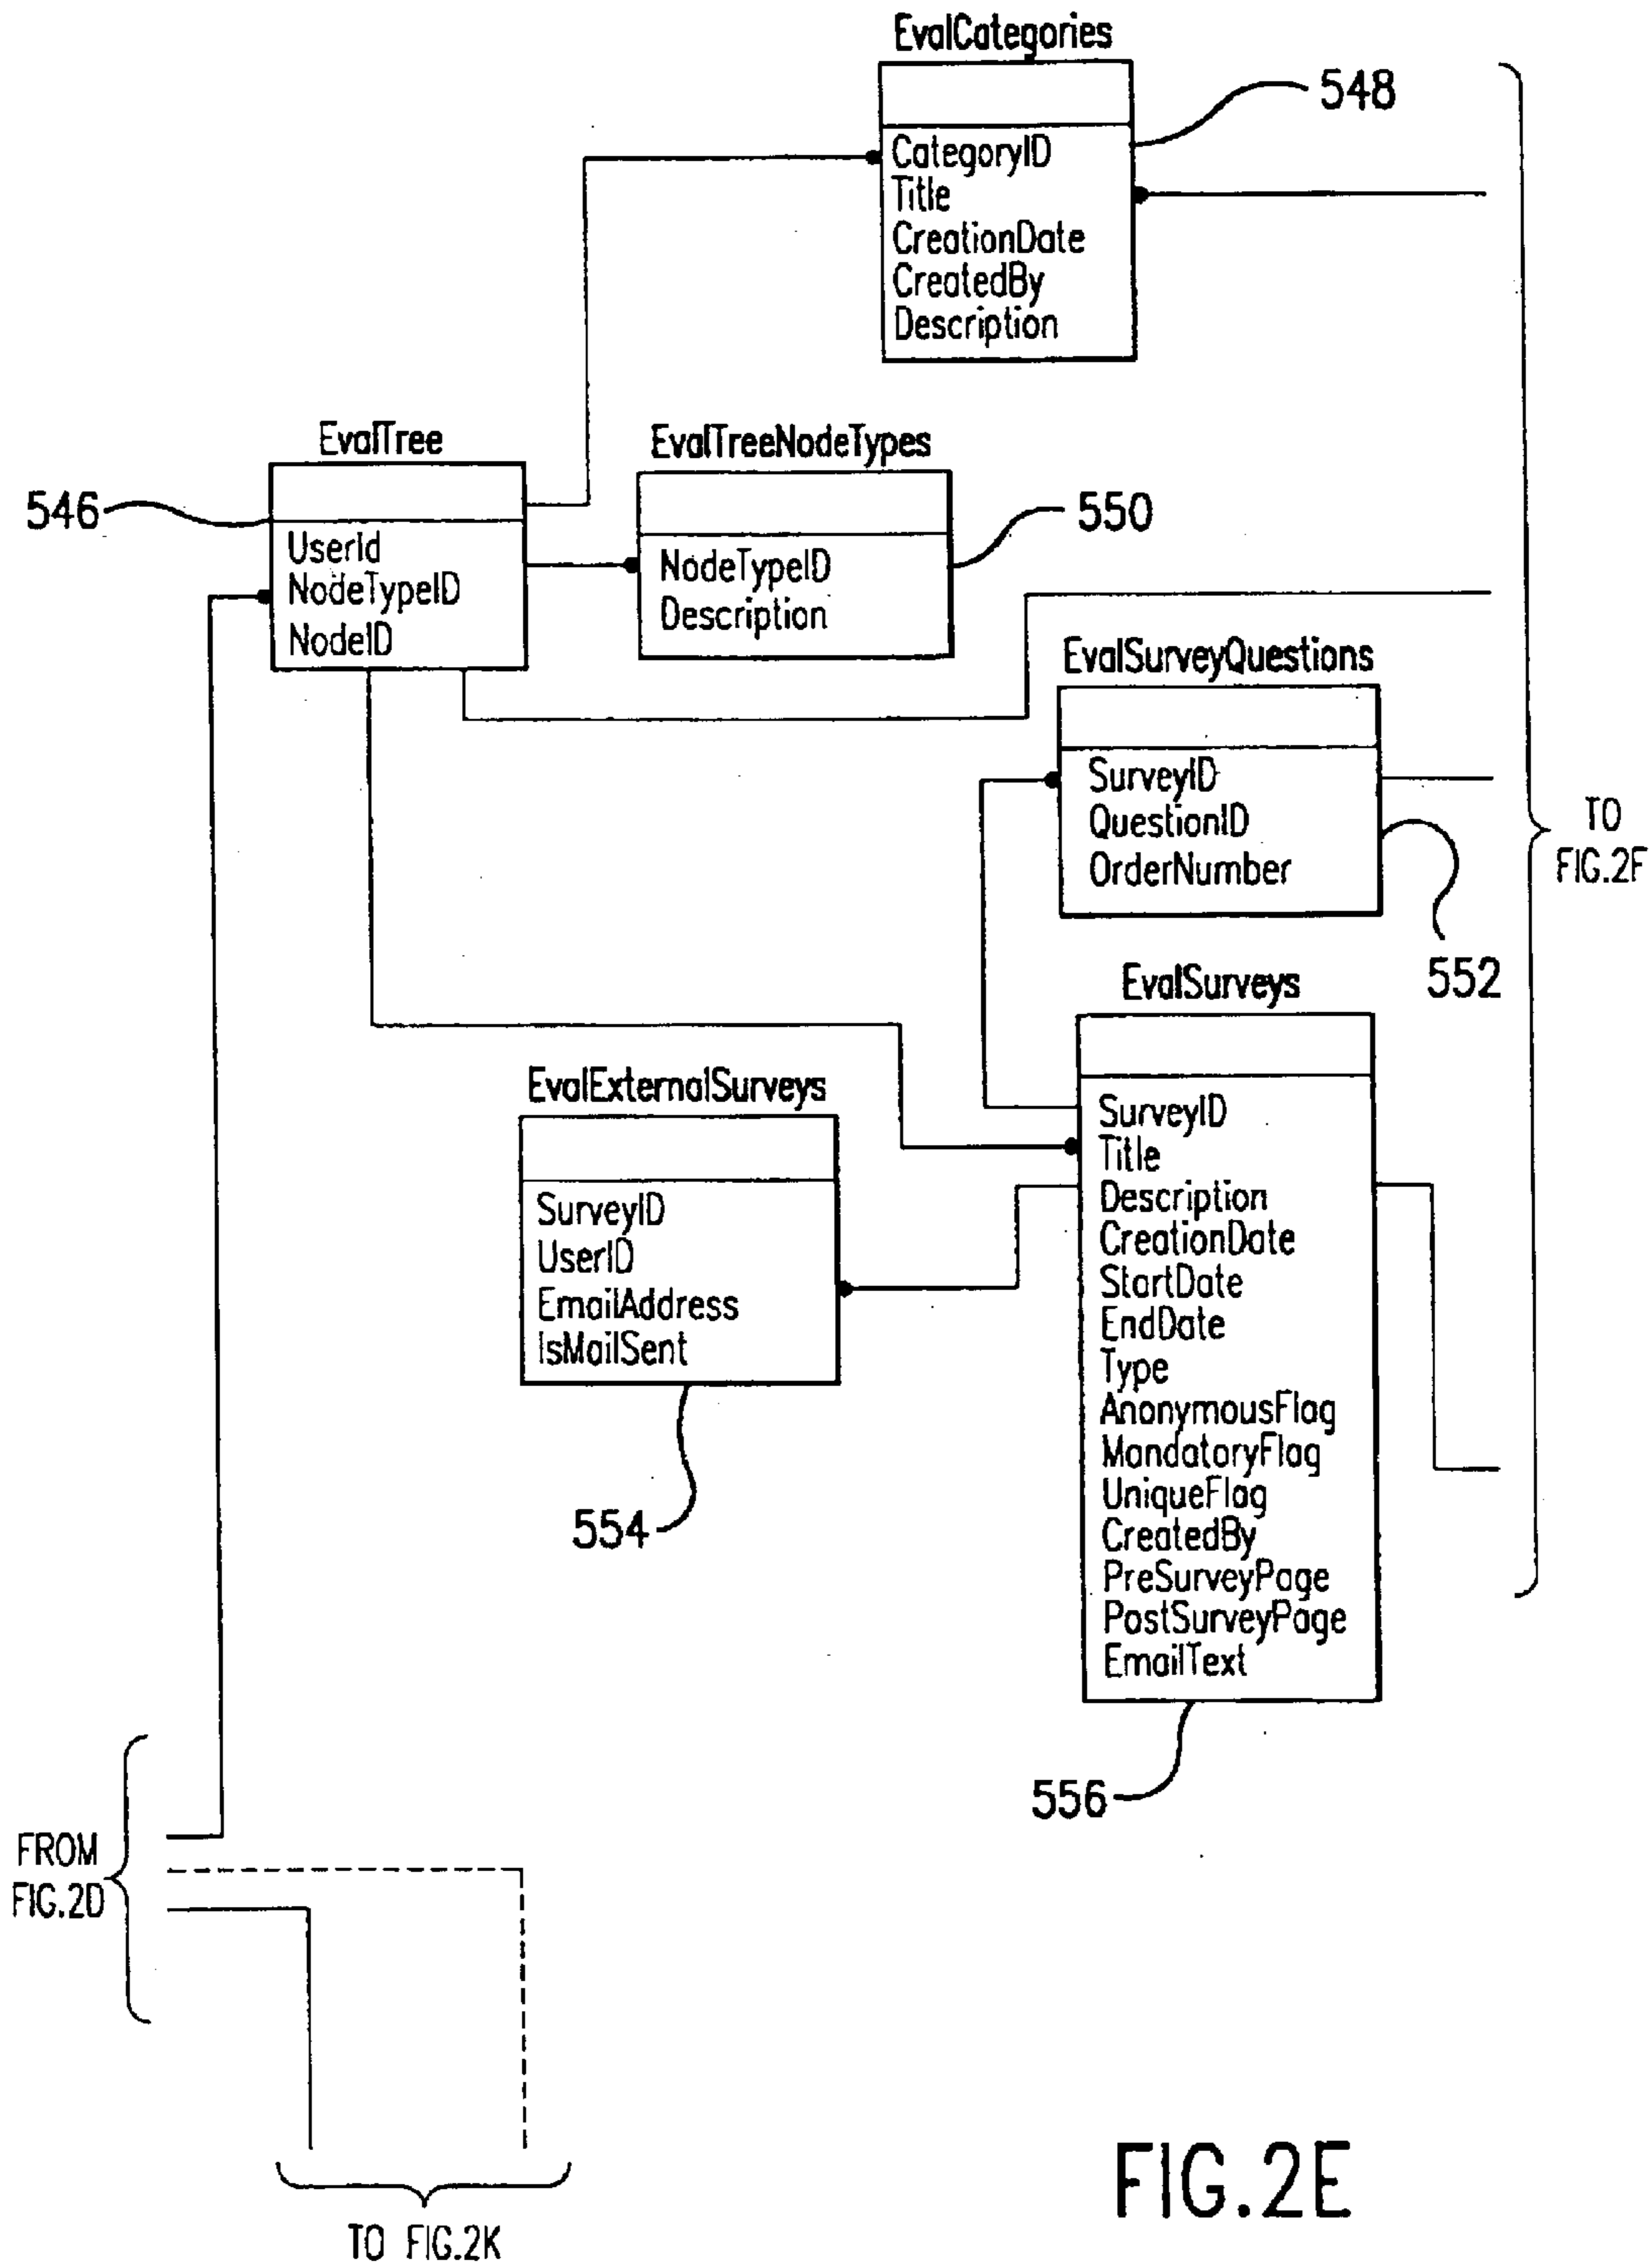 EvalCategories
548
CategoryID
Title
CreationDate
CreatedBy
Description
EvalTree
546
UserId
NodeTypeID
NodeID
EvalTreeNodeTypes
550
NodeTypeID
Description
EvalSurveyQuestions
SurveyID
QuestionID
OrderNumber
552
TO
FIG.2F
EvalExternalSurveys
SurveyID
UserID
EmailAddress
IsMailSent
554
EvalSurveys
SurveyID
Title
Description
CreationDate
StartDate
EndDate
Type
AnonymousFlag
MandatoryFlag
UniqueFlag
CreatedBy
PreSurveyPage
PostSurveyPage
EmailText
556
FROM
FIG.2D
TO FIG.2K
FIG.2E